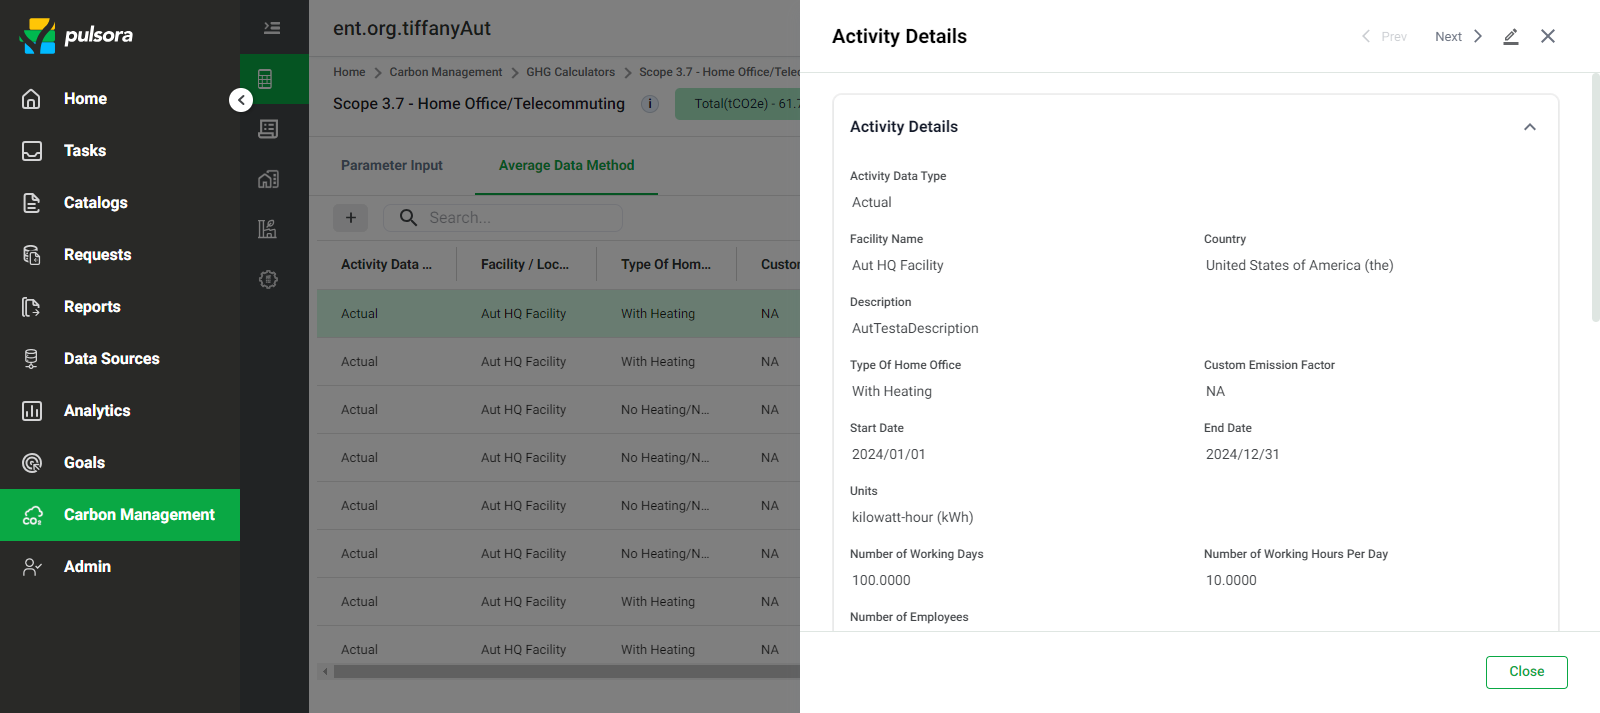 pulsora
Home
Tasks
Catalogs
Requests
Reports
Data Sources
Analytics
Goals
Carbon Management
Admin
ent.org.tiffanyAut
Home > Carbon Management > GHG Calculators > Scope 3.7 - Home Office/Telec
Scope 3.7 - Home Office/Telecommuting
Total(tCO2e) - 61.7
Parameter Input
Average Data Method
Search...
Activity Data ... Facility / Loc... Type Of Hom... Custo
Actual Aut HQ Facility With Heating NA
Actual Aut HQ Facility With Heating NA
Actual Aut HQ Facility No Heating/N... NA
Actual Aut HQ Facility No Heating/N... NA
Actual Aut HQ Facility No Heating/N... NA
Actual Aut HQ Facility No Heating/N... NA
Actual Aut HQ Facility With Heating NA
Actual Aut HQ Facility With Heating NA
Activity Details
Prev Next
Activity Details
Activity Data Type
Actual
Facility Name Country
Aut HQ Facility United States of America (the)
Description
AutTestaDescription
Type Of Home Office Custom Emission Factor
With Heating NA
Start Date End Date
2024/01/01 2024/12/31
Units
kilowatt-hour (kWh)
Number of Working Days Number of Working Hours Per Day
100.0000 10.0000
Number of Employees
Close